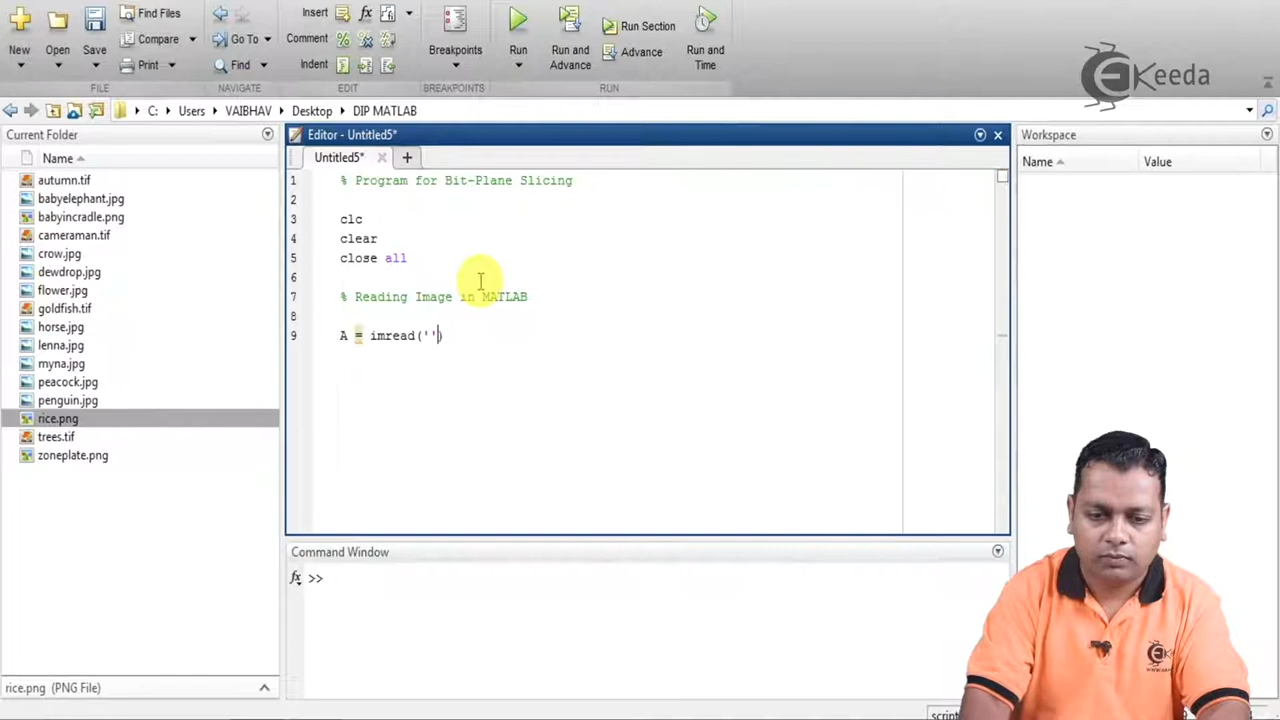 New
Open
Save
Find Files
Compare
Print
FILE
Go To
Find
NAVIGATE
Insert
Comment
Indent
EDIT
Breakpoints
BREAKPOINTS
Run
Run and Advance
Run Section
Advance
Run and Time
RUN
Ekeeda
C: Users VAIBHAV Desktop DIP MATLAB
Current Folder
Name
autumn.tif
babyelephant.jpg
babyincradle.png
cameraman.tif
crow.jpg
dewdrop.jpg
flower.jpg
goldfish.tif
horse.jpg
lenna.jpg
myna.jpg
peacock.jpg
penguin.jpg
rice.png
trees.tif
zoneplate.png
rice.png (PNG File)
Editor - Untitled5*
Untitled5*
1 % Program for Bit-Plane Slicing
2
3 clc
4 clear
5 close all
6
7 % Reading Image in MATLAB
8
9 A = imread('')
Command Window
fx >>
Workspace
Name Value
script